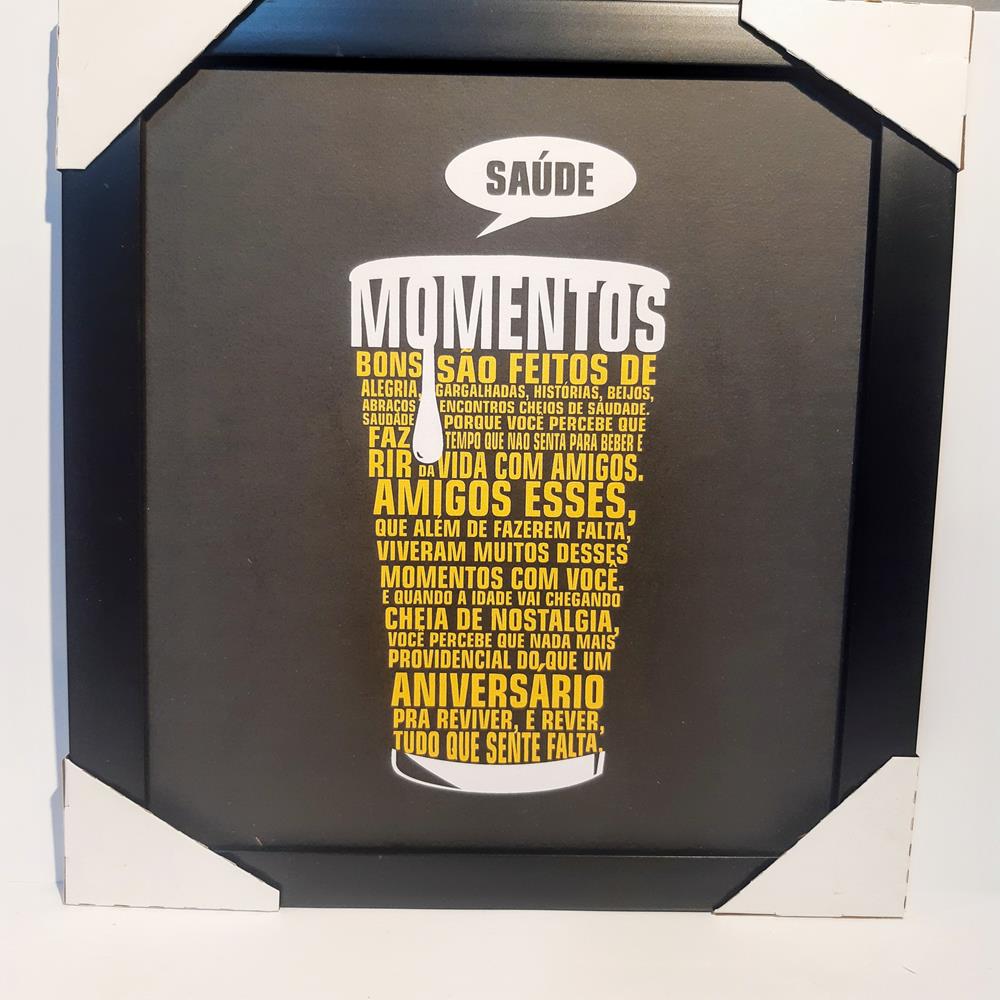 SAÚDE
MOMENTOS
BONS SÃO FEITOS DE
ALEGRIA, GARGALHADAS, HISTÓRIAS, BEIJOS,
ABRAÇOS ENCONTROS CHEIOS DE SAUDADE.
SAUDADE PORQUE VOCÊ PERCEBE QUE
FAZ TEMPO QUE NÃO SENTA PARA BEBER E
RIR DA VIDA COM AMIGOS.
AMIGOS ESSES,
QUE ALÉM DE FAZEREM FALTA,
VIVERAM MUITOS DESSES
MOMENTOS COM VOCÊ.
E QUANDO A IDADE VAI CHEGANDO
CHEIA DE NOSTALGIA,
VOCÊ PERCEBE QUE NADA MAIS
PROVIDENCIAL DO QUE UM
ANIVERSÁRIO
PRA REVIVER, E REVER,
TUDO QUE SENTE FALTA.